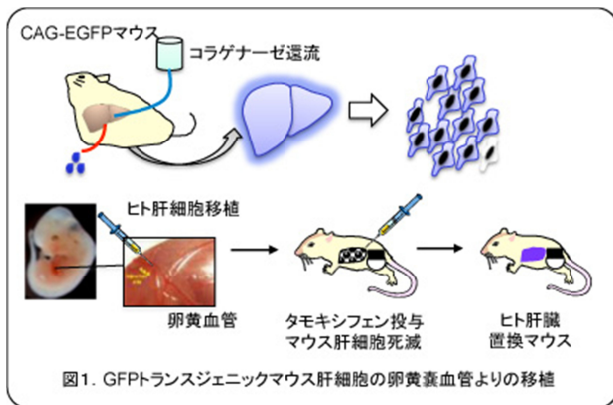 CAG-EGFPマウス
コラゲナーゼ還流
ヒト肝細胞移植
卵黄血管
タモキシフェン投与
マウス肝細胞死滅
ヒト肝臓
置換マウス
図1. GFPトランスジェニックマウス肝細胞の卵黄嚢血管よりの移植